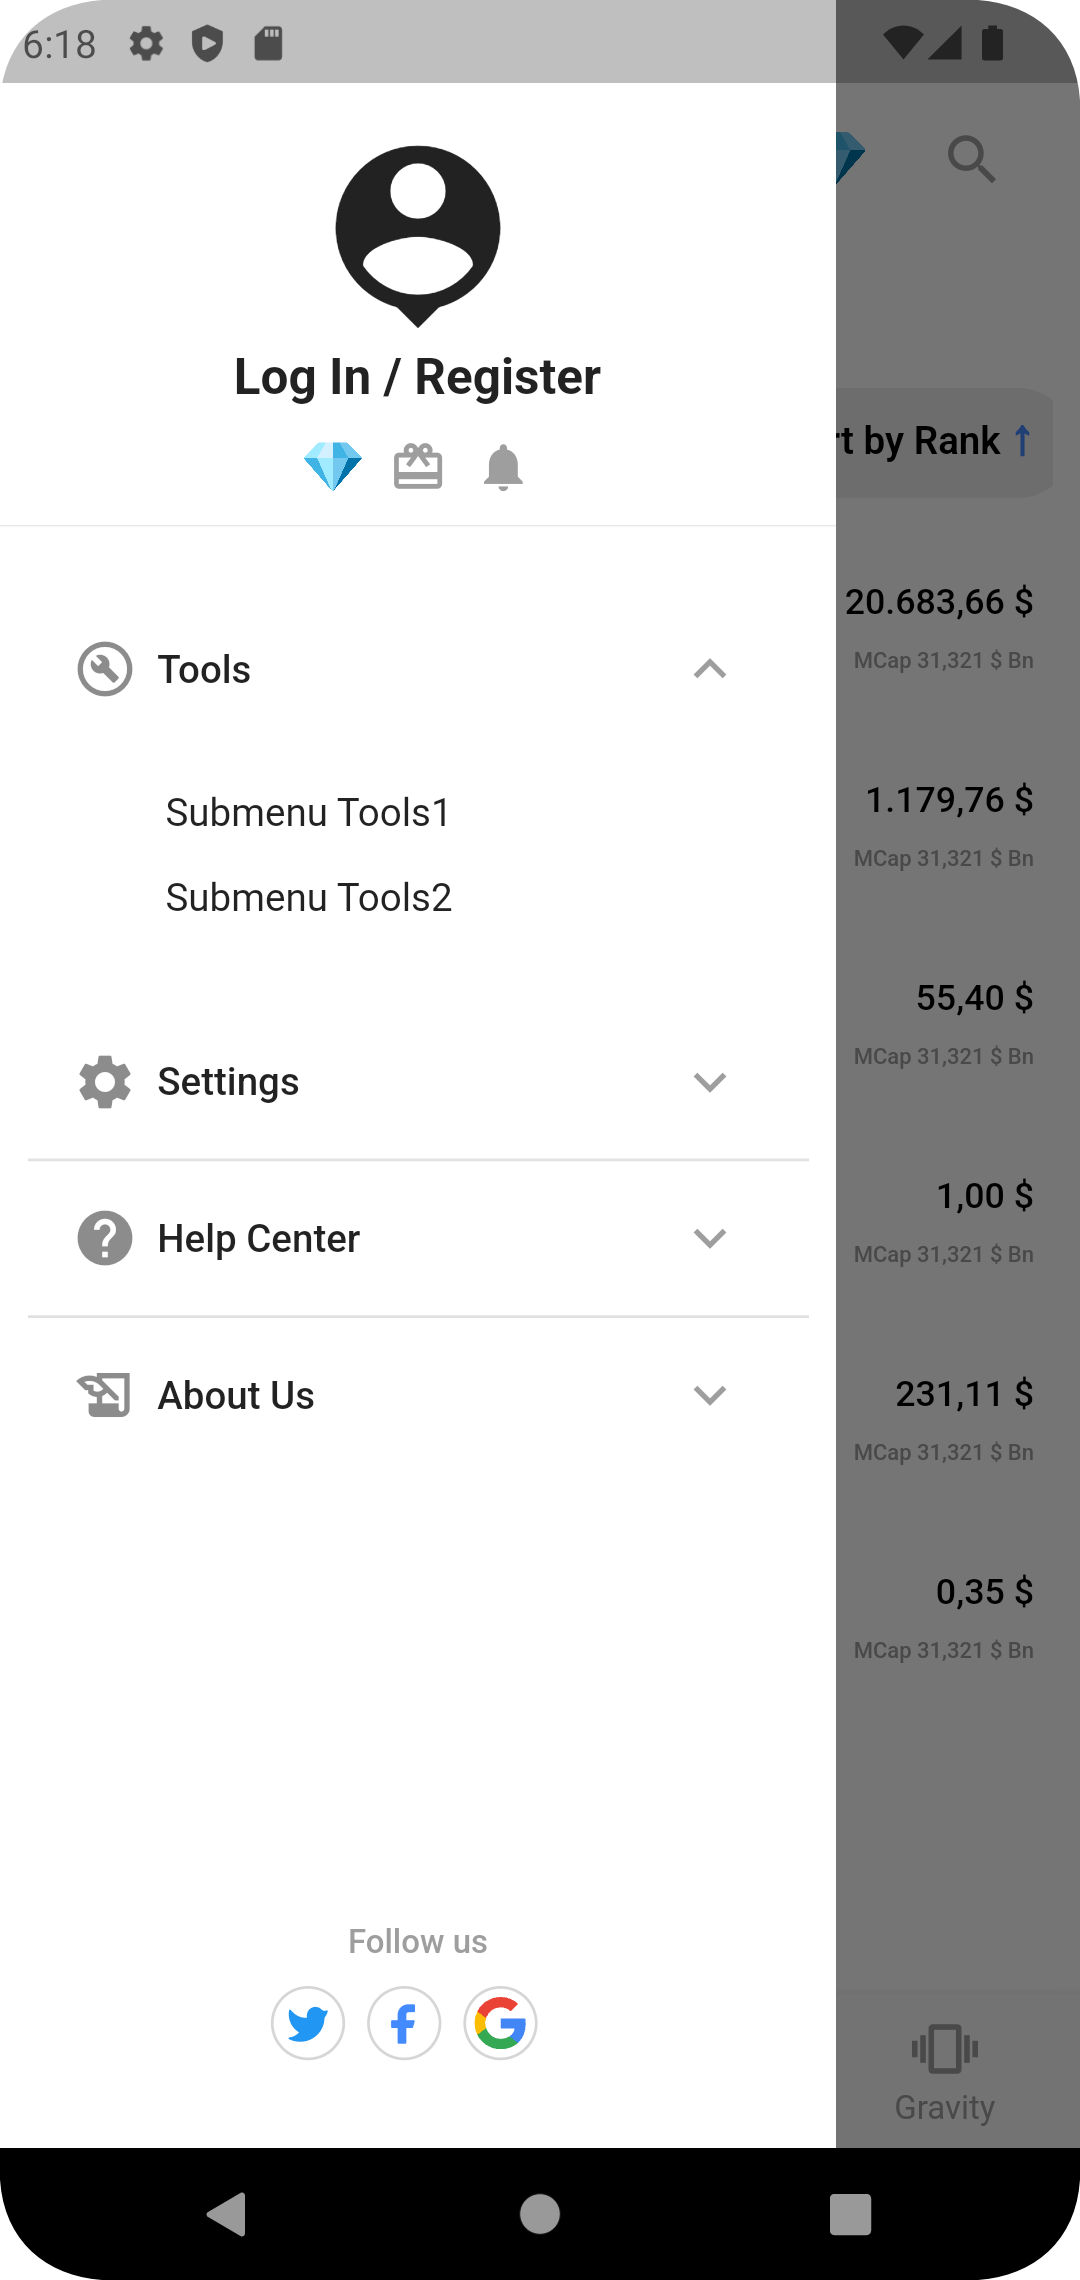 6:18
Log In / Register
rt by Rank
20.683,66 $
MCap 31,321 $ Bn
Tools
1.179,76 $
Submenu Tools1
MCap 31,321 $ Bn
Submenu Tools2
55,40 $
MCap 31,321 $ Bn
Settings
1,00 $
Help Center
MCap 31,321 $ Bn
About Us
231,11 $
MCap 31,321 $ Bn
0,35 $
MCap 31,321 $ Bn
Follow us
Gravity